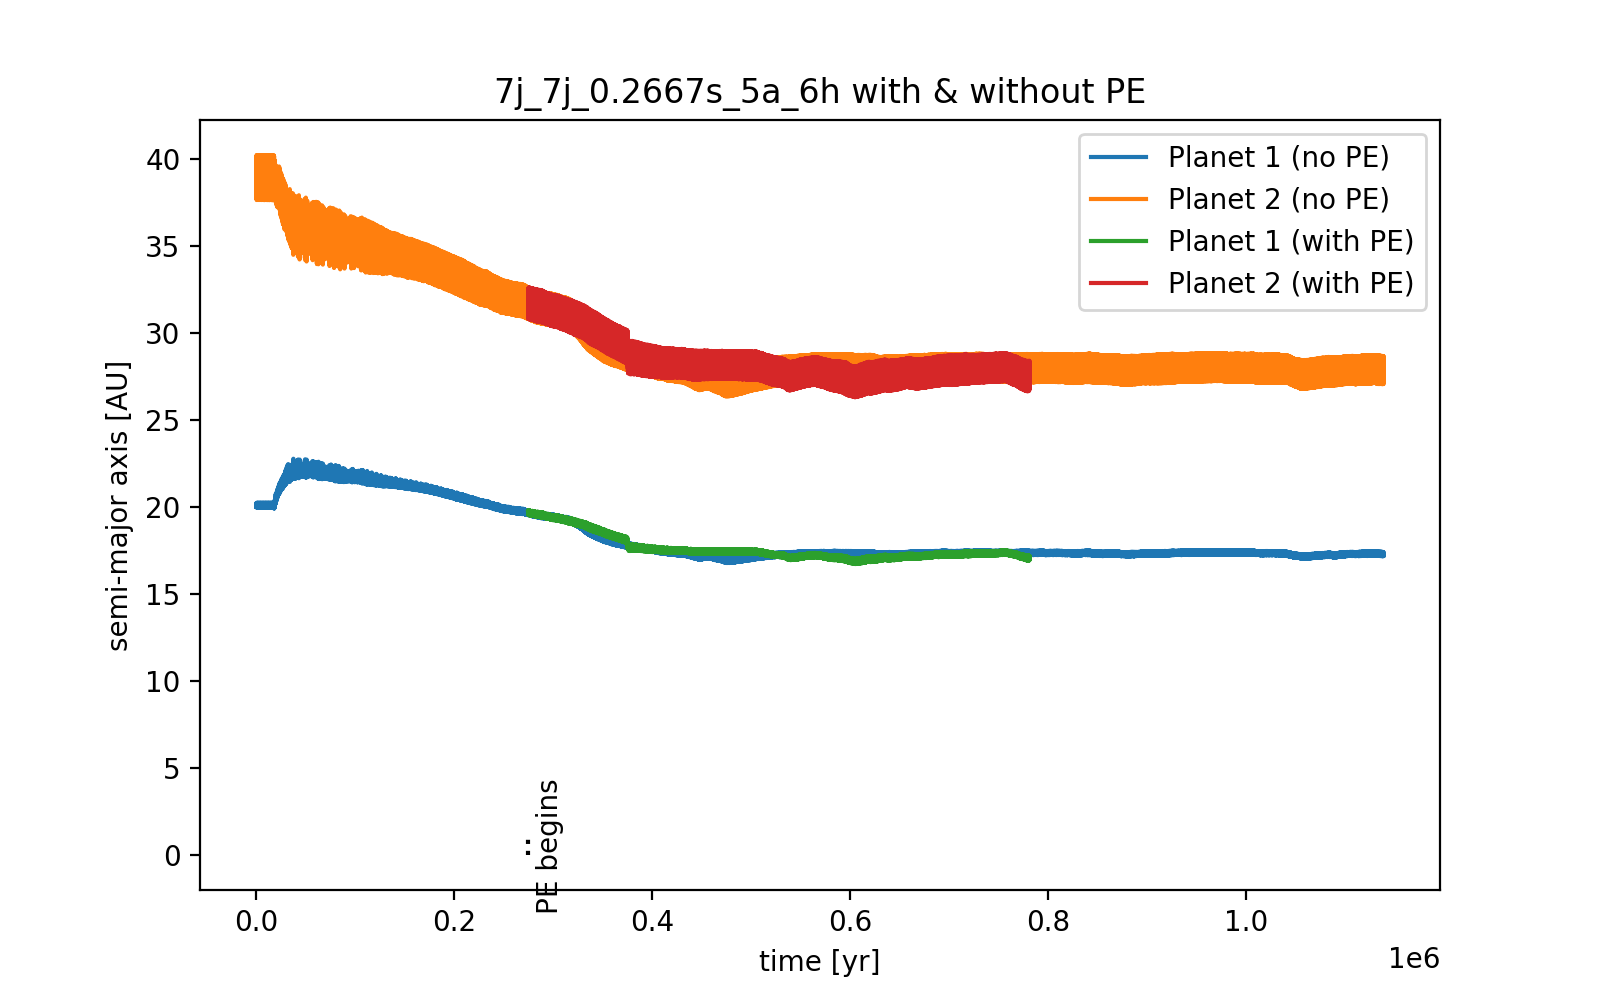 7j_7j_0.2667s_5a_6h with & without PE
Planet 1 (no PE)
Planet 2 (no PE)
Planet 1 (with PE)
Planet 2 (with PE)
semi-major axis [AU]
40
35
30
25
20
15
10
5
0
PE begins
0.0
0.2
0.4
0.6
0.8
1.0
time [yr]
1e6